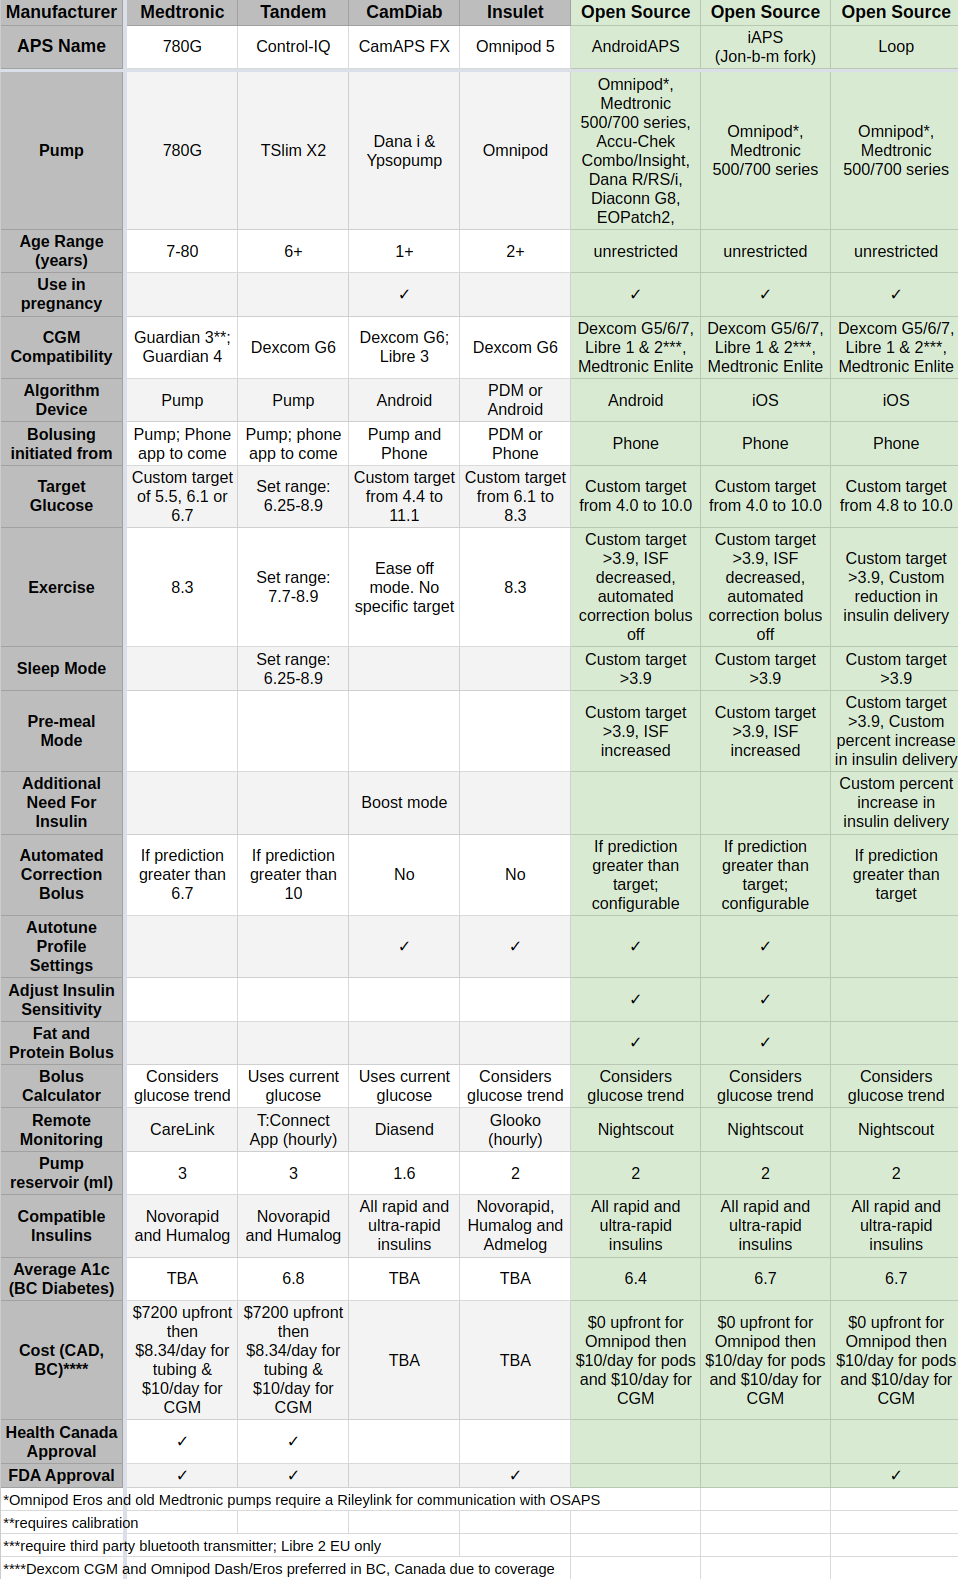 Manufacturer Medtronic Tandem CamDiab Insulet Open Source Open Source Open Source
APS Name 780G Control-IQ CamAPS FX Omnipod 5 AndroidAPS iAPS (Jon-b-m fork) Loop
Pump 780G TSlim X2 Dana i & Ypsopump Omnipod Omnipod*, Medtronic 500/700 series, Accu-Chek Combo/Insight, Dana R/RS/i, Diaconn G8, EOPatch2, Omnipod*, Medtronic 500/700 series Omnipod*, Medtronic 500/700 series
Age Range (years) 7-80 6+ 1+ 2+ unrestricted unrestricted unrestricted
Use in pregnancy ✓ ✓ ✓ ✓
CGM Compatibility Guardian 3**; Guardian 4 Dexcom G6 Dexcom G6; Libre 3 Dexcom G6 Dexcom G5/6/7, Libre 1 & 2***, Medtronic Enlite Dexcom G5/6/7, Libre 1 & 2***, Medtronic Enlite Dexcom G5/6/7, Libre 1 & 2***, Medtronic Enlite
Algorithm Device Pump Pump Android PDM or Android Android iOS iOS
Bolusing initiated from Pump; Phone app to come Pump; phone app to come Pump and Phone PDM or Phone Phone Phone Phone
Target Glucose Custom target of 5.5, 6.1 or 6.7 Set range: 6.25-8.9 Custom target from 4.4 to 11.1 Custom target from 6.1 to 8.3 Custom target from 4.0 to 10.0 Custom target from 4.0 to 10.0 Custom target from 4.8 to 10.0
Exercise 8.3 Set range: 7.7-8.9 Ease off mode. No specific target 8.3 Custom target >3.9, ISF decreased, automated correction bolus off Custom target >3.9, ISF decreased, automated correction bolus off Custom target >3.9, Custom reduction in insulin delivery
Sleep Mode Set range: 6.25-8.9 Custom target >3.9 Custom target >3.9 Custom target >3.9
Pre-meal Mode Custom target >3.9, ISF increased Custom target >3.9, ISF increased Custom target >3.9, Custom percent increase in insulin delivery
Additional Need For Insulin Boost mode Custom percent increase in insulin delivery
Automated Correction Bolus If prediction greater than 6.7 If prediction greater than 10 No No If prediction greater than target; configurable If prediction greater than target; configurable If prediction greater than target
Autotune Profile Settings ✓ ✓ ✓ ✓
Adjust Insulin Sensitivity ✓ ✓
Fat and Protein Bolus ✓ ✓
Bolus Calculator Considers glucose trend Uses current glucose Uses current glucose Considers glucose trend Considers glucose trend Considers glucose trend Considers glucose trend
Remote Monitoring CareLink T:Connect App (hourly) Diasend Glooko (hourly) Nightscout Nightscout Nightscout
Pump reservoir (ml) 3 3 1.6 2 2 2 2
Compatible Insulins Novorapid and Humalog Novorapid and Humalog All rapid and ultra-rapid insulins Novorapid, Humalog and Admelog All rapid and ultra-rapid insulins All rapid and ultra-rapid insulins All rapid and ultra-rapid insulins
Average A1c (BC Diabetes) TBA 6.8 TBA TBA 6.4 6.7 6.7
Cost (CAD, BC)**** $7200 upfront then $8.34/day for tubing & $10/day for CGM $7200 upfront then $8.34/day for tubing & $10/day for CGM TBA TBA $0 upfront for Omnipod then $10/day for pods and $10/day for CGM $0 upfront for Omnipod then $10/day for pods and $10/day for CGM $0 upfront for Omnipod then $10/day for pods and $10/day for CGM
Health Canada Approval ✓ ✓
FDA Approval ✓ ✓ ✓ ✓
*Omnipod Eros and old Medtronic pumps require a Rileylink for communication with OSAPS
**requires calibration
***require third party bluetooth transmitter; Libre 2 EU only
****Dexcom CGM and Omnipod Dash/Eros preferred in BC, Canada due to coverage